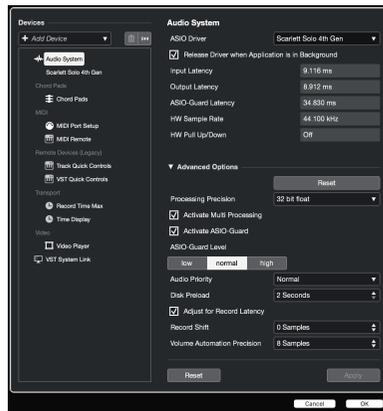 Devices
+ Add Device
Audio System
Scarlett Solo 4th Gen
Chord Pads
Chord Pads
MIDI
MIDI Port Setup
MIDI Remote
Remote Devices (Legacy)
Track Quick Controls
VST Quick Controls
Transport
Record Time Max
Time Display
Video
Video Player
VST System Link
Audio System
ASIO Driver Scarlett Solo 4th Gen
Release Driver when Application is in Background
Input Latency 9.116 ms
Output Latency 8.912 ms
ASIO-Guard Latency 34.830 ms
HW Sample Rate 44.100 kHz
HW Pull Up/Down Off
Advanced Options
Reset
Processing Precision 32 bit float
Activate Multi Processing
Activate ASIO-Guard
ASIO-Guard Level
low normal high
Audio Priority Normal
Disk Preload 2 Seconds
Adjust for Record Latency
Record Shift 0 Samples
Volume Automation Precision 8 Samples
Reset Apply
Cancel OK